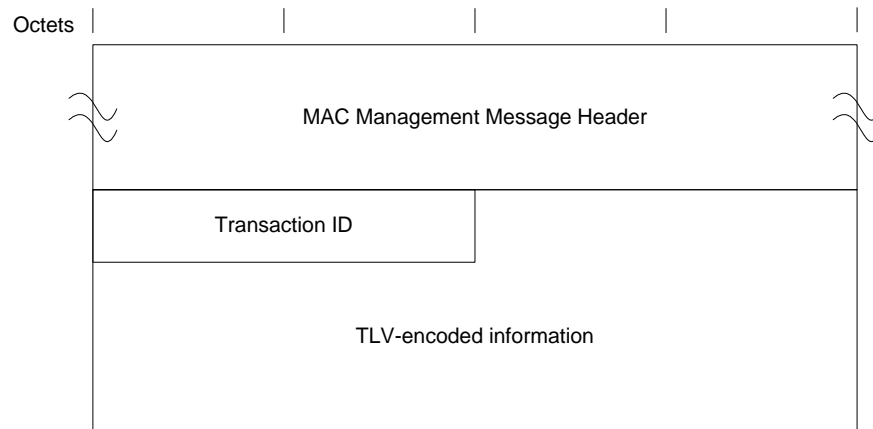 Octets
MAC Management Message Header
Transaction ID
TLV-encoded information